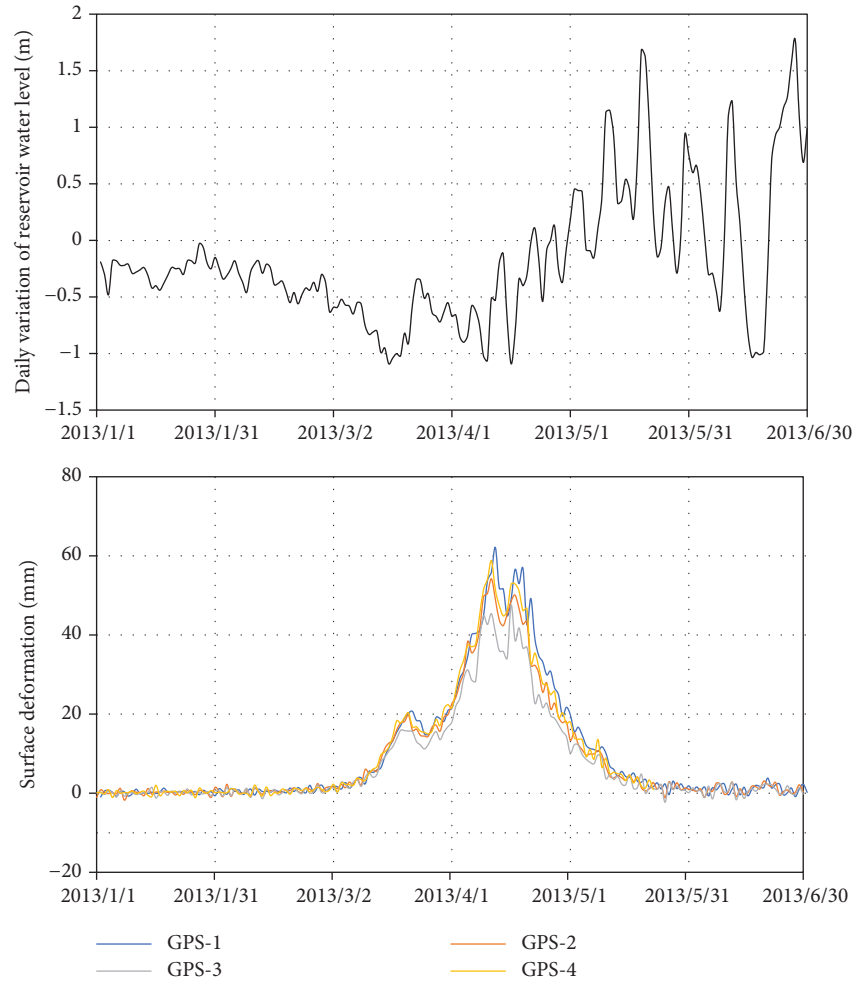 Daily variation of reservoir water level (m)
2
1.5
1
0.5
0
−0.5
−1
−1.5
2013/1/1 2013/1/31 2013/3/2 2013/4/1 2013/5/1 2013/5/31 2013/6/30
Surface deformation (mm)
80
60
40
20
0
−20
2013/1/1 2013/1/31 2013/3/2 2013/4/1 2013/5/1 2013/5/31 2013/6/30
GPS-1 GPS-2
GPS-3 GPS-4